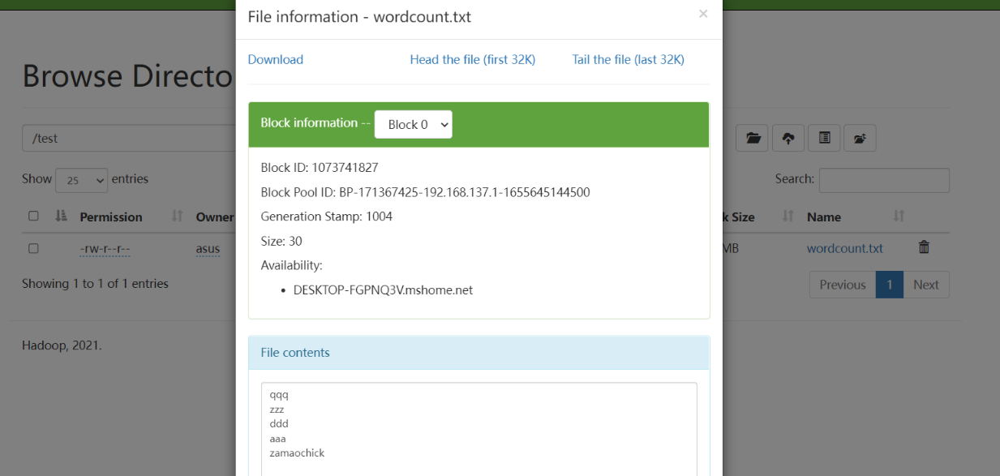 File information - wordcount.txt ×
Download Head the file (first 32K) Tail the file (last 32K)
Browse Directo
Block information -- Block 0
/test
Block ID: 1073741827
Show 25 entries
Search:
Block Pool ID: BP-171367425-192.168.137.1-1655645144500
Permission Owner
Generation Stamp: 1004
k Size Name
Size: 30
-rw-r--r-- asus
MB wordcount.txt
Availability:
Showing 1 to 1 of 1 entries
DESKTOP-FGPNQ3V.mshome.net
Previous 1 Next
Hadoop, 2021.
File contents
qqq
zzz
ddd
aaa
zamaochick